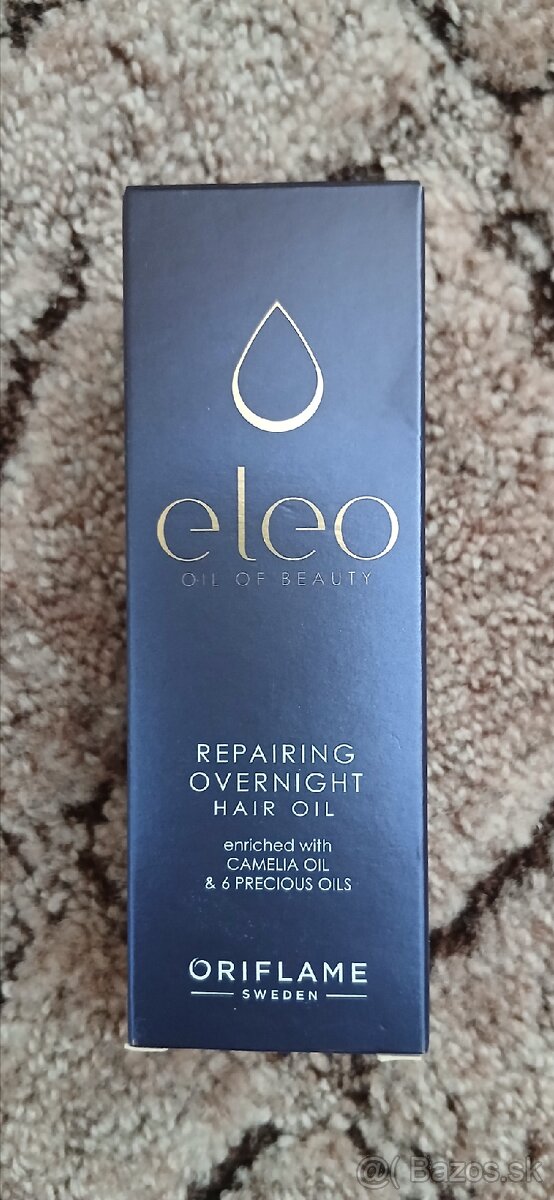 eleo
OIL OF BEAUTY
REPAIRING
OVERNIGHT
HAIR OIL
enriched with
CAMELIA OIL
& 6 PRECIOUS OILS
ORIFLAME
SWEDEN
@( Bazos.sk